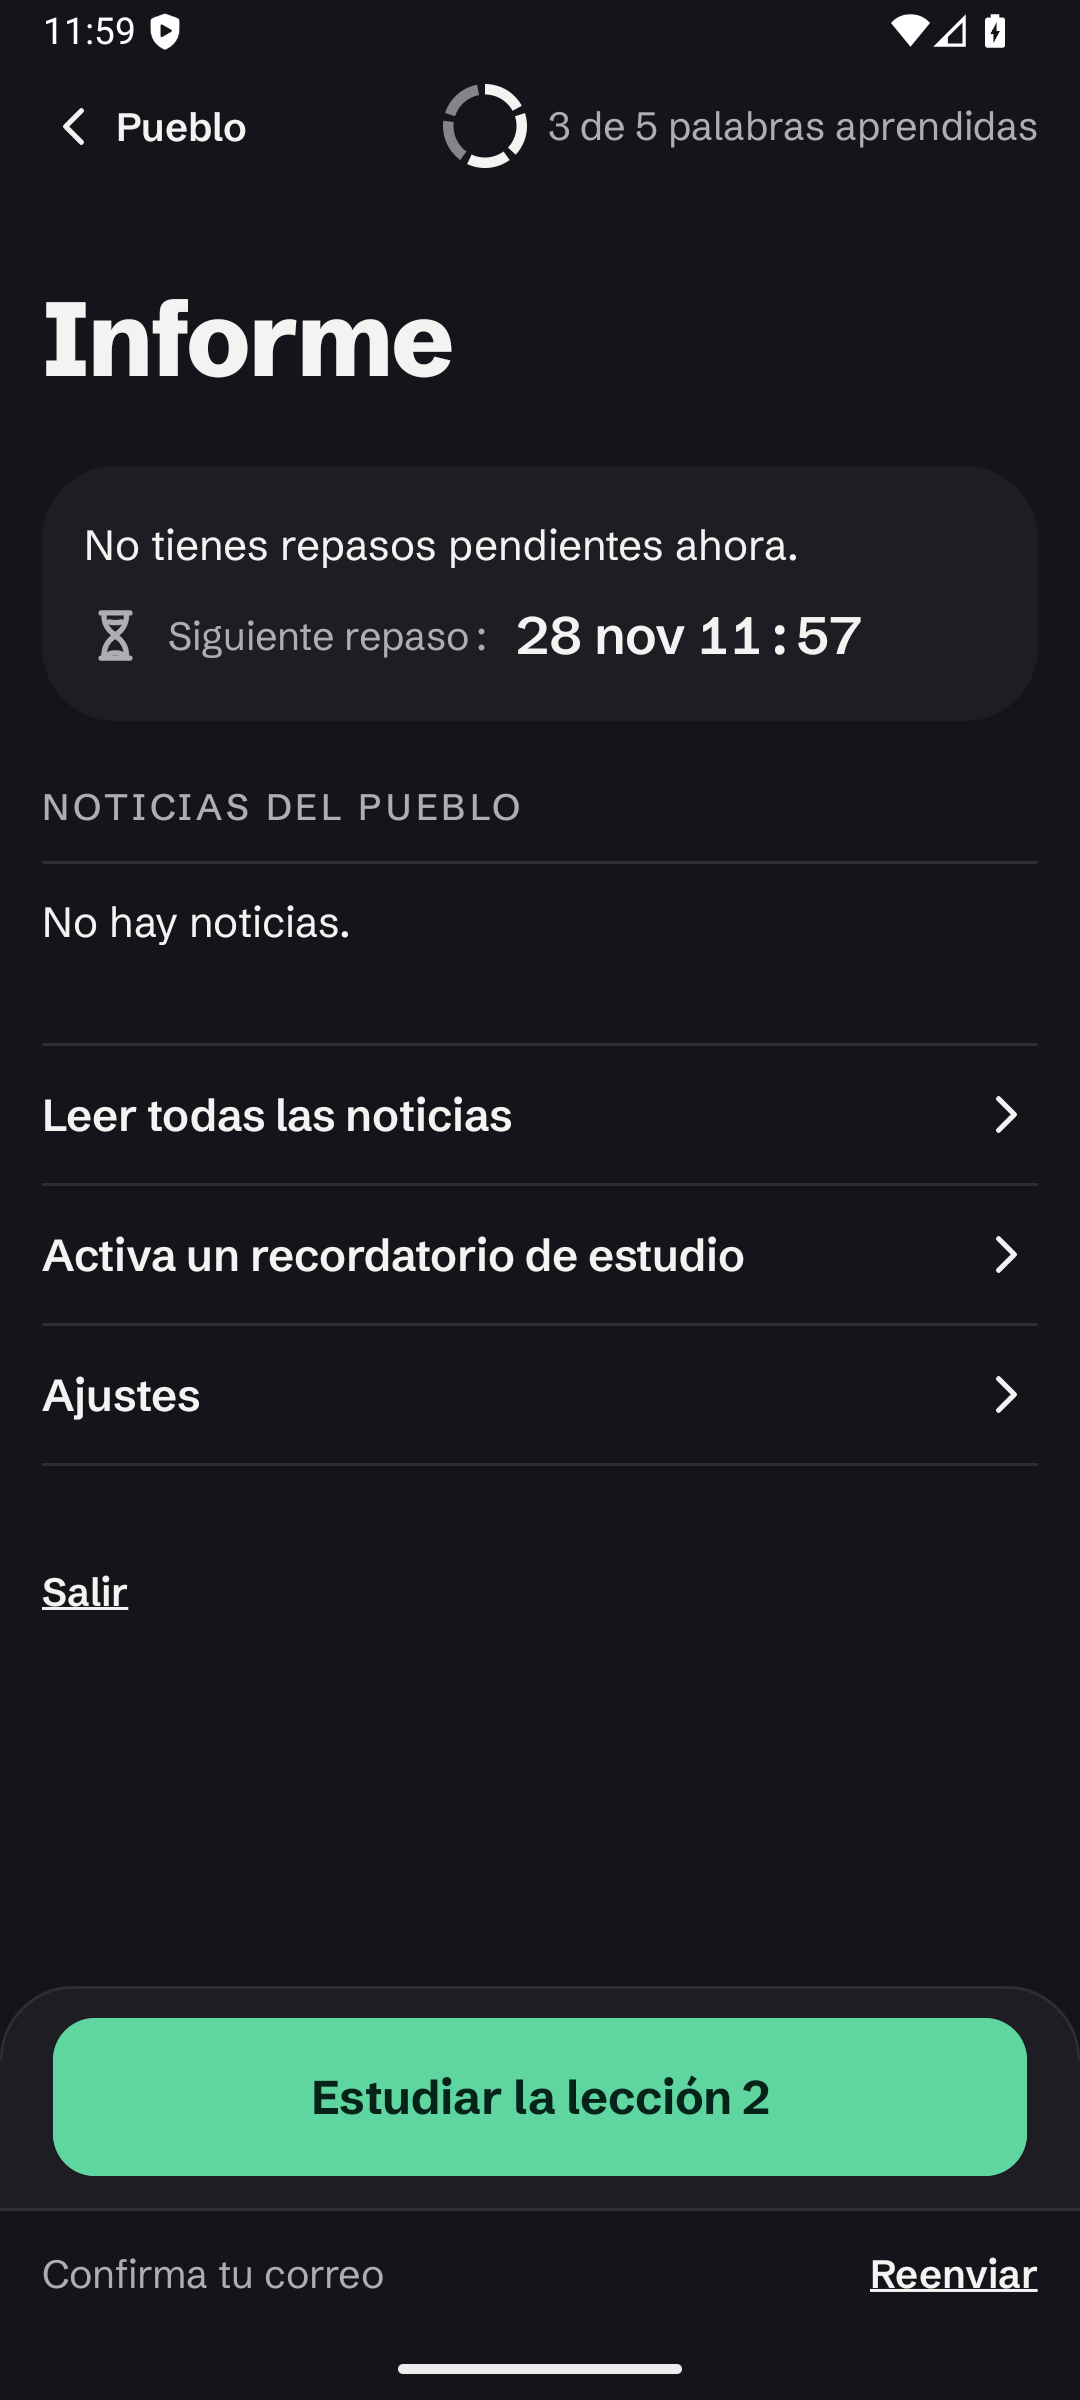 11:59
Pueblo
3 de 5 palabras aprendidas
Informe
No tienes repasos pendientes ahora.
Siguiente repaso: 28 nov 11:57
NOTICIAS DEL PUEBLO
No hay noticias.
Leer todas las noticias
Activa un recordatorio de estudio
Ajustes
Salir
Estudiar la lección 2
Confirma tu correo
Reenviar